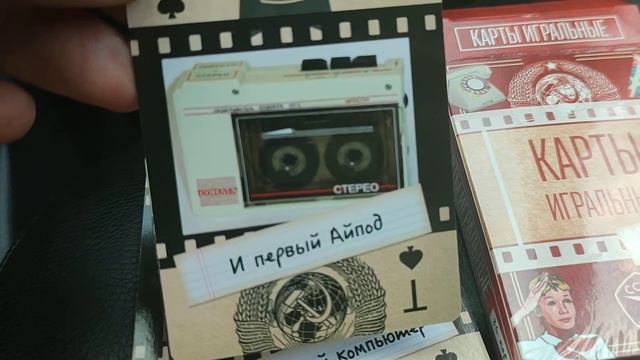 СТЕРЕО
И первый Айпод
Т
компьютер
КАРТЫ ИГРАЛЬНЫЕ
КАРТЫ
ИГРАЛЬНЫ